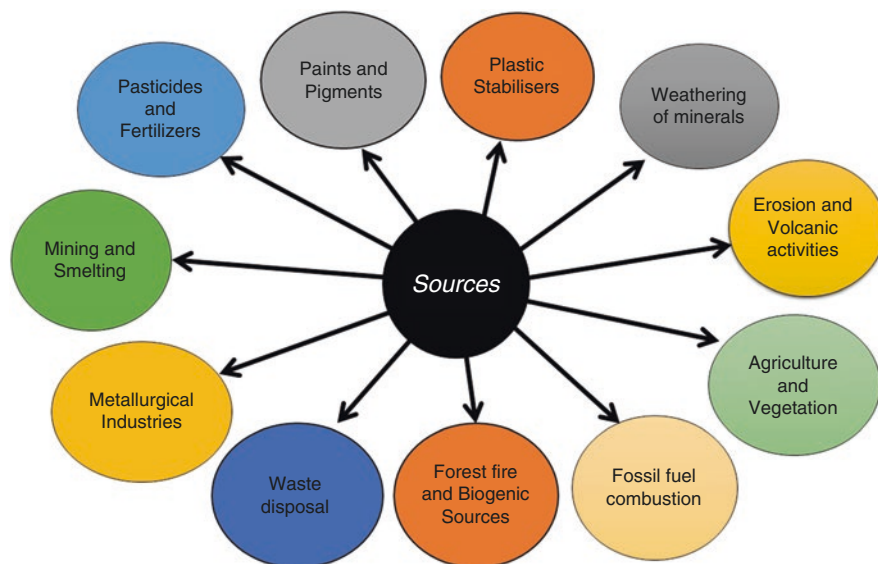 Pasticides
and
Fertilizers
Paints and
Pigments
Plastic
Stabilisers
Weathering
of minerals
Erosion and
Volcanic
activities
Mining and
Smelting
Sources
Agriculture
and
Vegetation
Metallurgical
Industries
Waste
disposal
Forest fire
and Biogenic
Sources
Fossil fuel
combustion